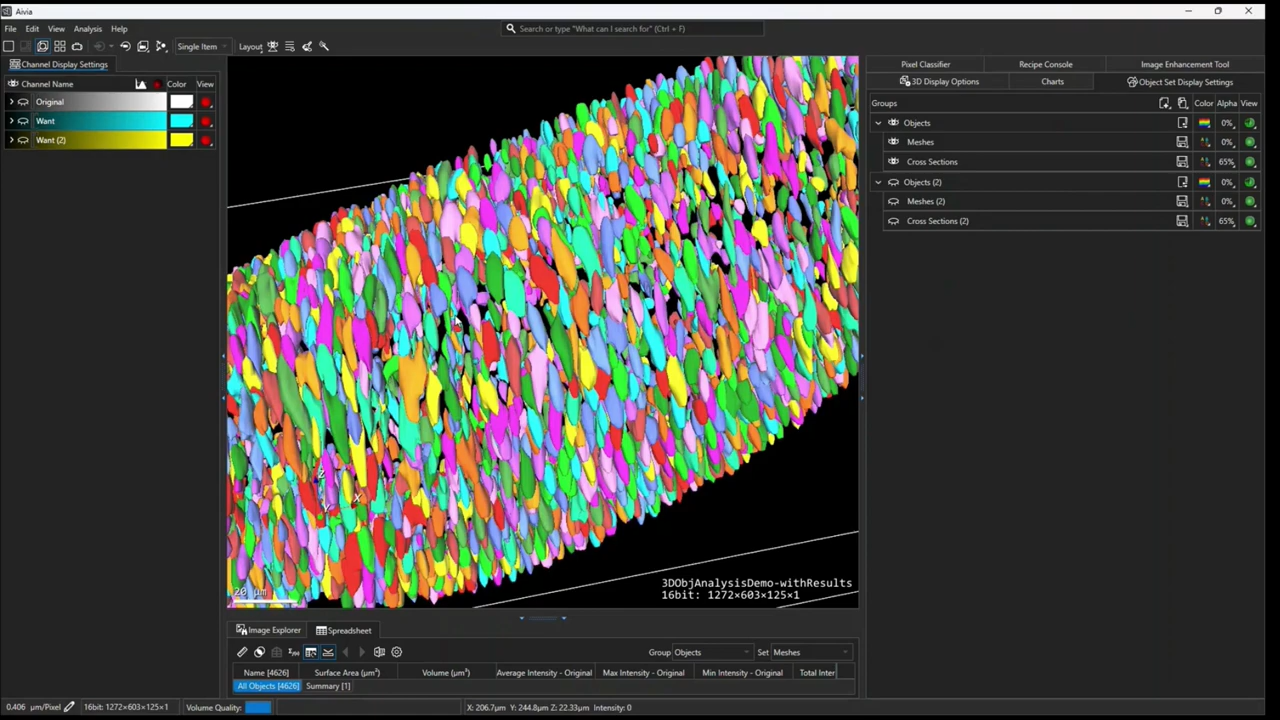 Aivia
File Edit View Analysis Help
Search or type "What can I search for" (Ctrl + F)
Single Item
Layout
Channel Display Settings
Channel Name Color View
Original
Want
Want (2)
Z
X
Y
20 μm
3DObjAnalysisDemo-withResults
16bit: 1272×603×125×1
Pixel Classifier Recipe Console Image Enhancement Tool
3D Display Options Charts Object Set Display Settings
Groups Color Alpha View
Objects 0%
Meshes 0%
Cross Sections 65%
Objects (2) 0%
Meshes (2) 0%
Cross Sections (2) 65%
Image Explorer Spreadsheet
Group Objects Set Meshes
Name [4626] Surface Area (μm²) Volume (μm³) Average Intensity - Original Max Intensity - Original Min Intensity - Original Total Inter
All Objects [4626] Summary [1]
0.406 μm/Pixel 16bit: 1272×603×125×1 Volume Quality: X: 206.7μm Y: 244.8μm Z: 22.33μm Intensity: 0